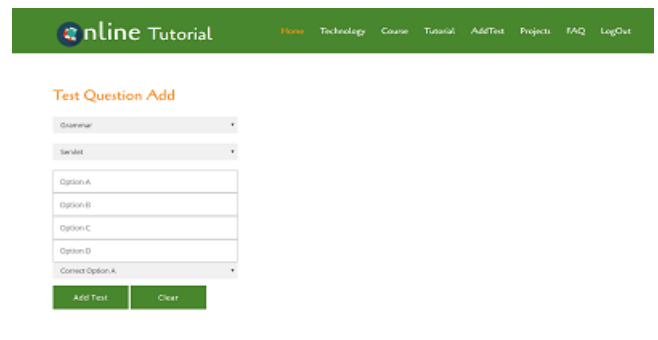 Online Tutorial
Home Technology Course Tutorial AddTest Projects FAQ LogOut
Test Question Add
Grammar
Servlet
Option A
Option B
Option C
Option D
Correct Option A
Add Test Clear